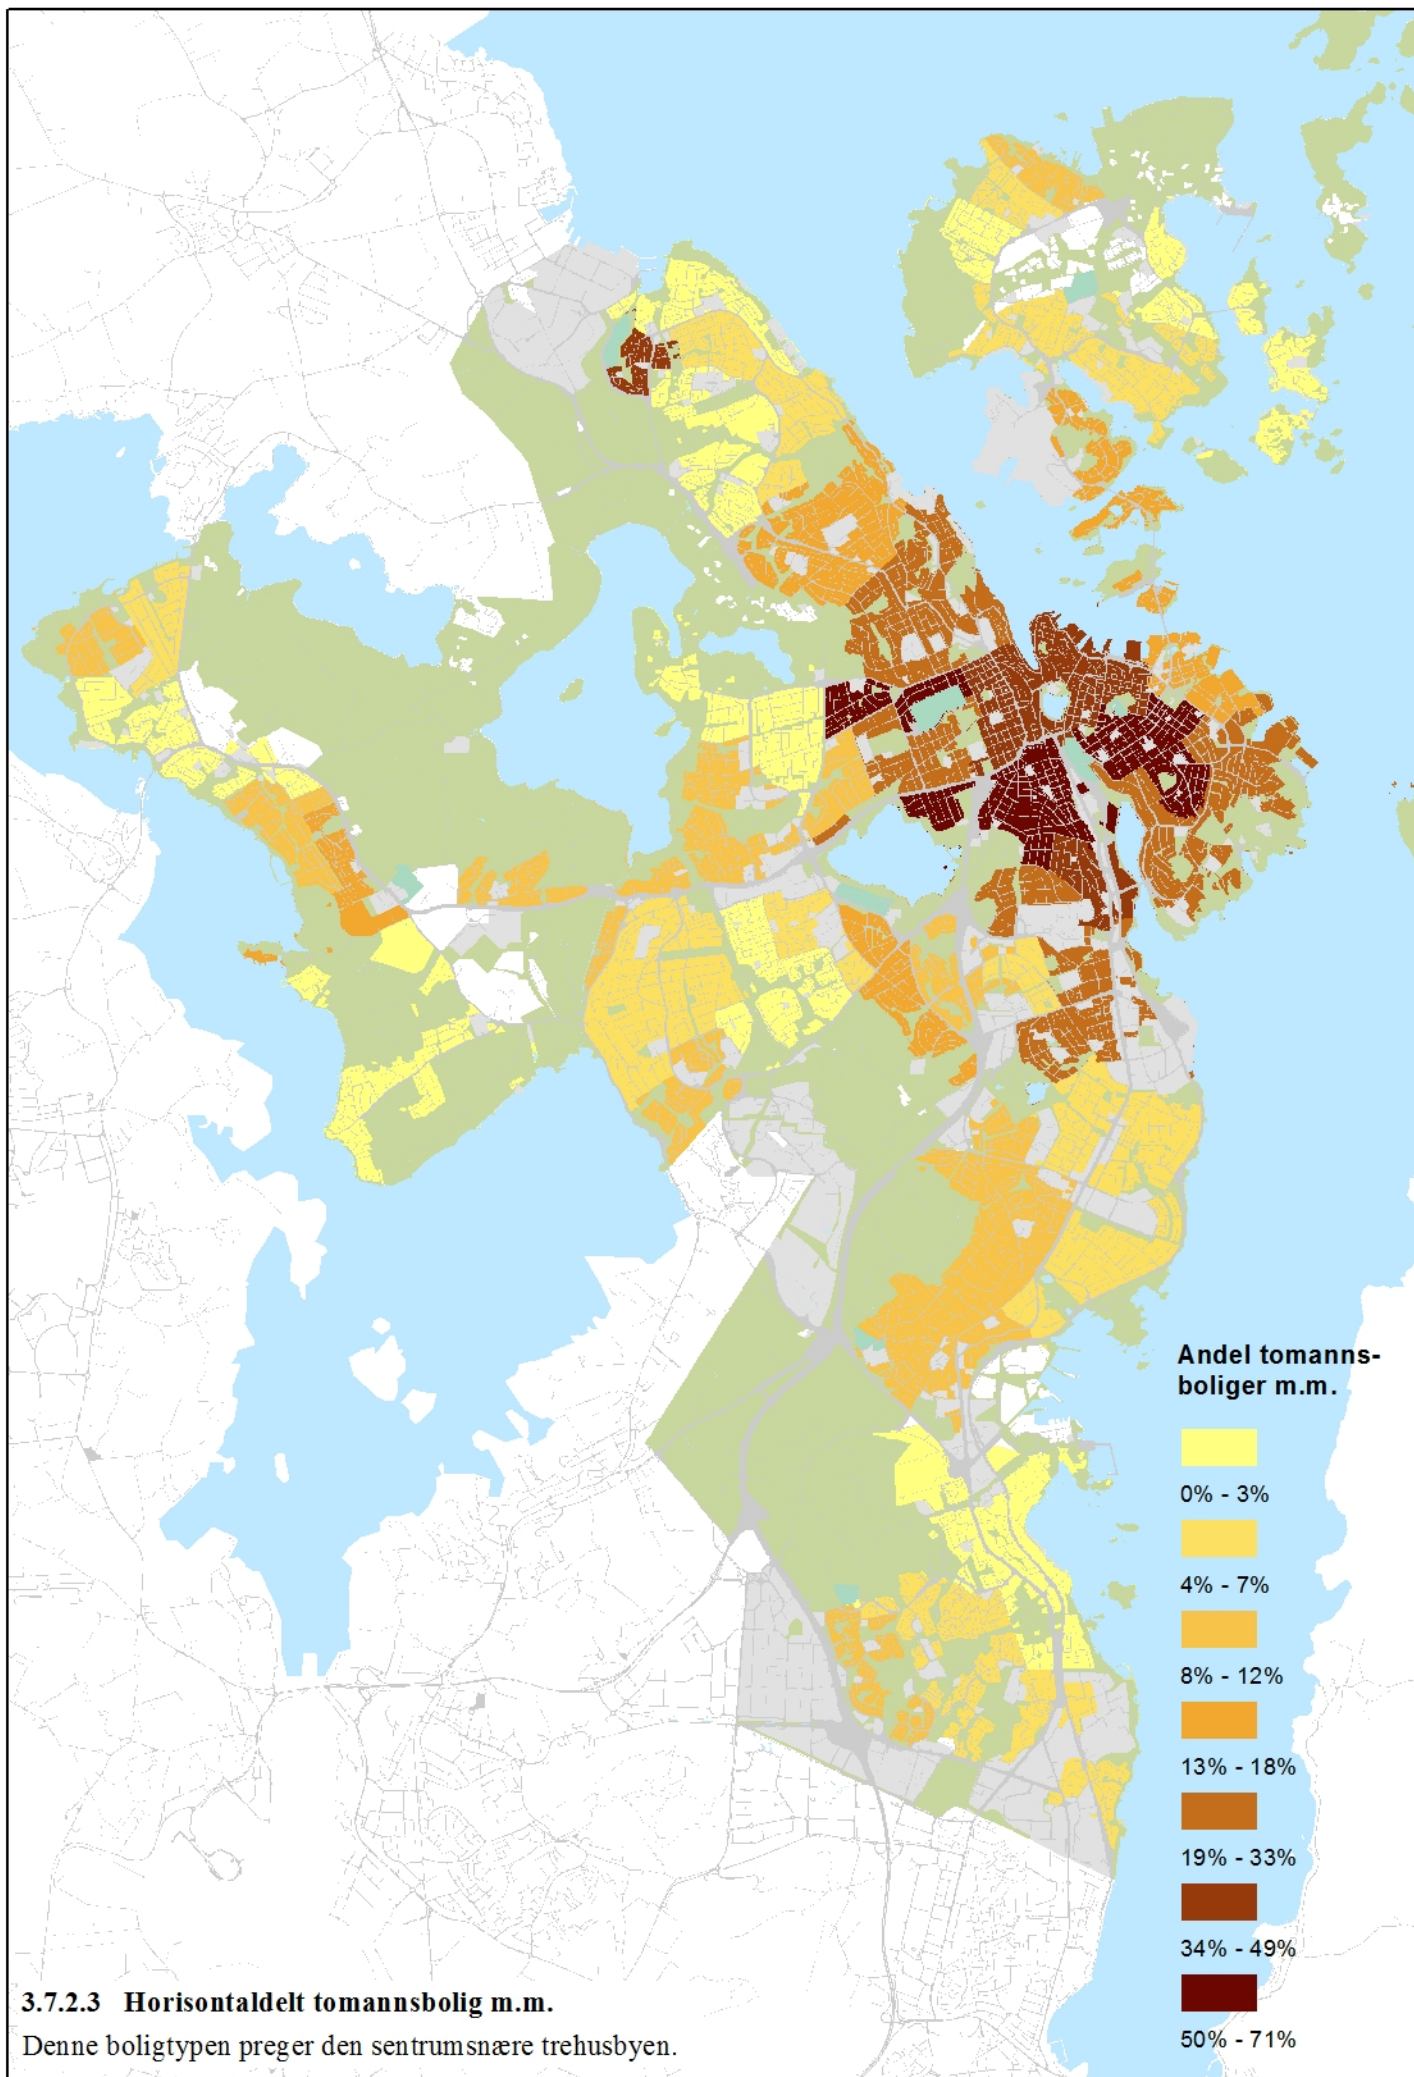 Andel tomanns-
boliger m.m.
0% - 3%
4% - 7%
8% - 12%
13% - 18%
19% - 33%
34% - 49%
50% - 71%
3.7.2.3 Horisontaldelt tomannsbolig m.m.
Denne boligtypen preger den sentrumsnære trehusbyen.